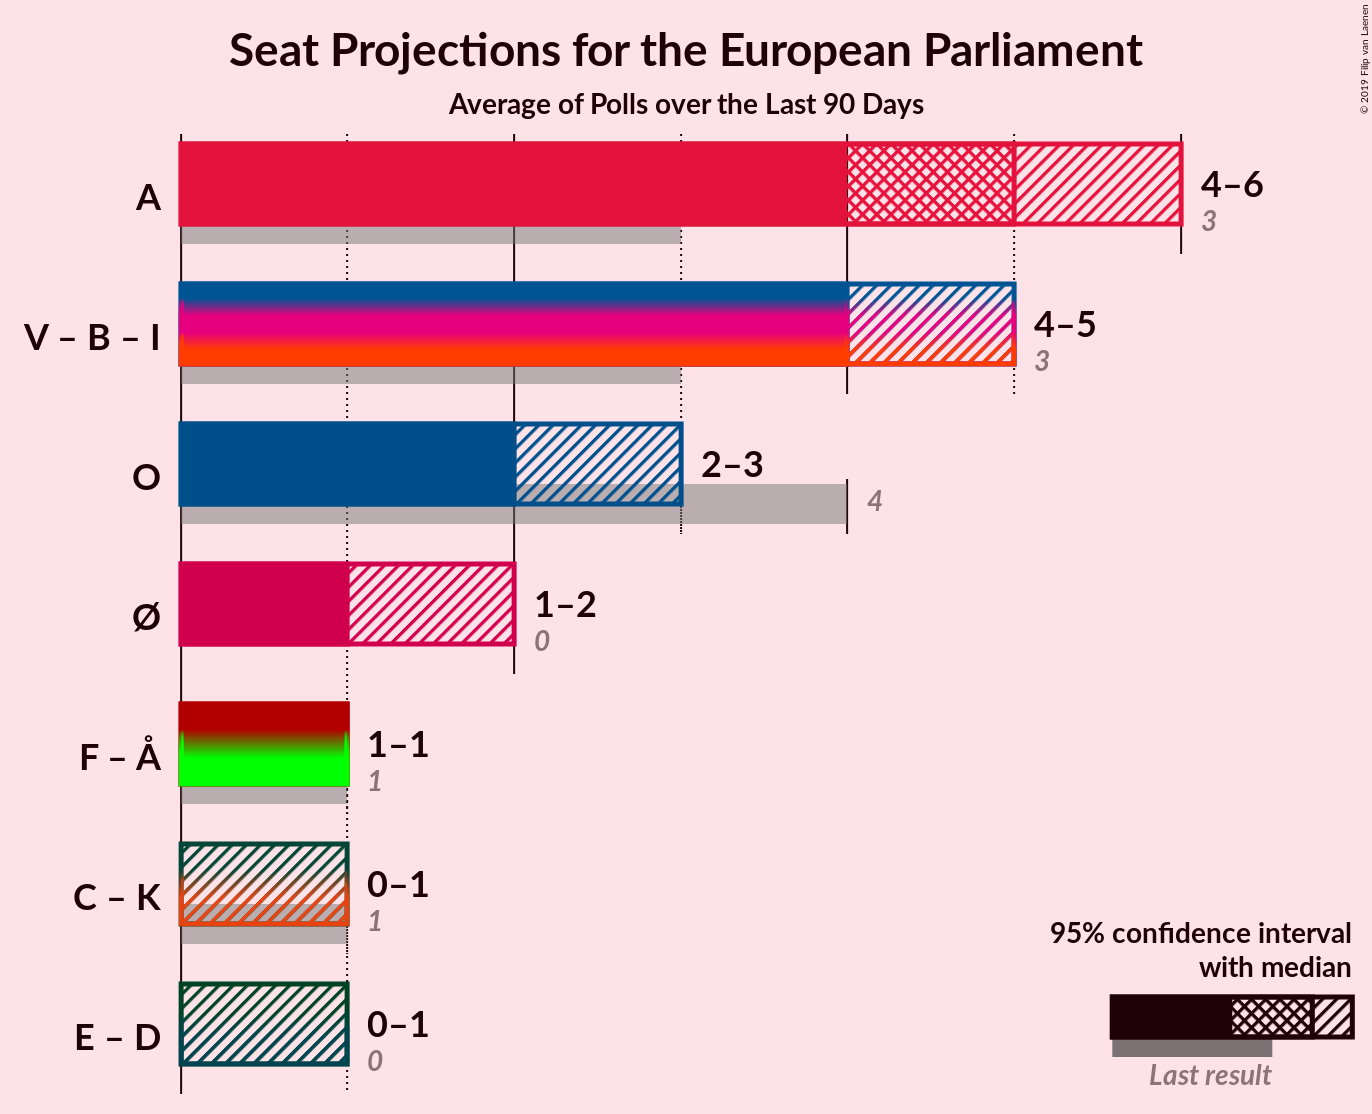 Seat Projections for the European Parliament
Average of Polls over the Last 90 Days
© 2019 Filip van Laenen
A
4–6
3
V – B – I
4–5
3
O
2–3
4
Ø
1–2
0
F – Å
1–1
1
C – K
0–1
1
E – D
0–1
0
95% confidence interval
with median
Last result